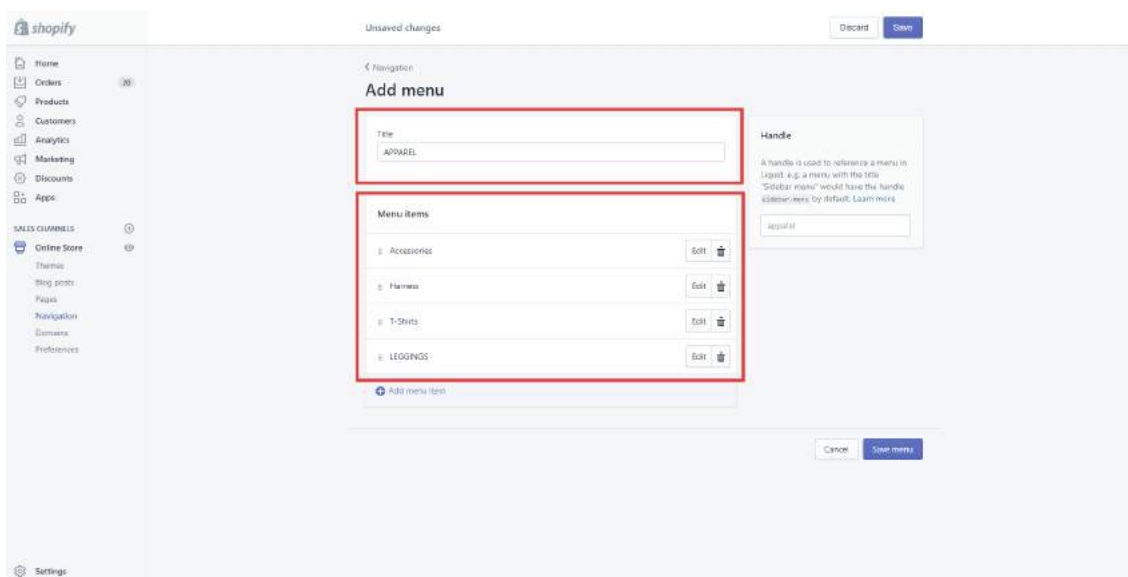 shopify
Unsaved changes
Discard
Save
Home
Orders
20
Products
Customers
Analytics
Marketing
Discounts
Apps
SALES CHANNELS
Online Store
Themes
Blog posts
Pages
Navigation
Domains
Preferences
Settings
Navigation
Add menu
Title
APPAREL
Menu items
Accessories
Edit
Harness
Edit
T-Shirts
Edit
LEGGINGS
Edit
Add menu item
Handle
A handle is used to reference a menu in
Liquid. e.g. a menu with the title
"Sidebar menu" would have the handle
sidebar-menu by default. Learn more
apparel
Cancel
Save menu